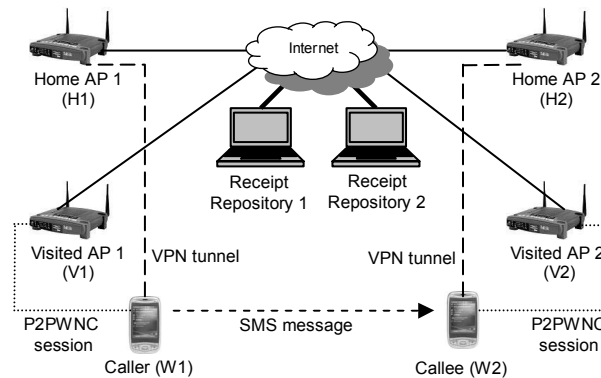 Internet
Home AP 1
(H1)
Home AP 2
(H2)
Receipt
Repository 1
Receipt
Repository 2
Visited AP 1
(V1)
Visited AP 2
(V2)
VPN tunnel
VPN tunnel
P2PWNC
session
SMS message
P2PWNC
session
Caller (W1)
Callee (W2)